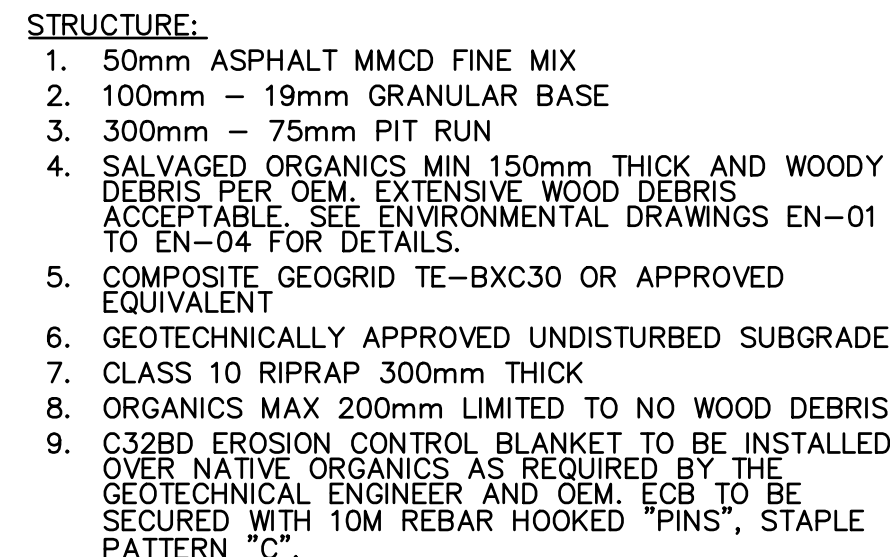 STRUCTURE:
1. 50mm ASPHALT MMCD FINE MIX
2. 100mm – 19mm GRANULAR BASE
3. 300mm – 75mm PIT RUN
4. SALVAGED ORGANICS MIN 150mm THICK AND WOODY
DEBRIS PER OEM. EXTENSIVE WOOD DEBRIS
ACCEPTABLE. SEE ENVIRONMENTAL DRAWINGS EN–01
TO EN–04 FOR DETAILS.
5. COMPOSITE GEOGRID TE–BXC30 OR APPROVED
EQUIVALENT
6. GEOTECHNICALLY APPROVED UNDISTURBED SUBGRADE
7. CLASS 10 RIPRAP 300mm THICK
8. ORGANICS MAX 200mm LIMITED TO NO WOOD DEBRIS
9. C32BD EROSION CONTROL BLANKET TO BE INSTALLED
OVER NATIVE ORGANICS AS REQUIRED BY THE
GEOTECHNICAL ENGINEER AND OEM. ECB TO BE
SECURED WITH 10M REBAR HOOKED ”PINS”, STAPLE
PATTERN ”C”.